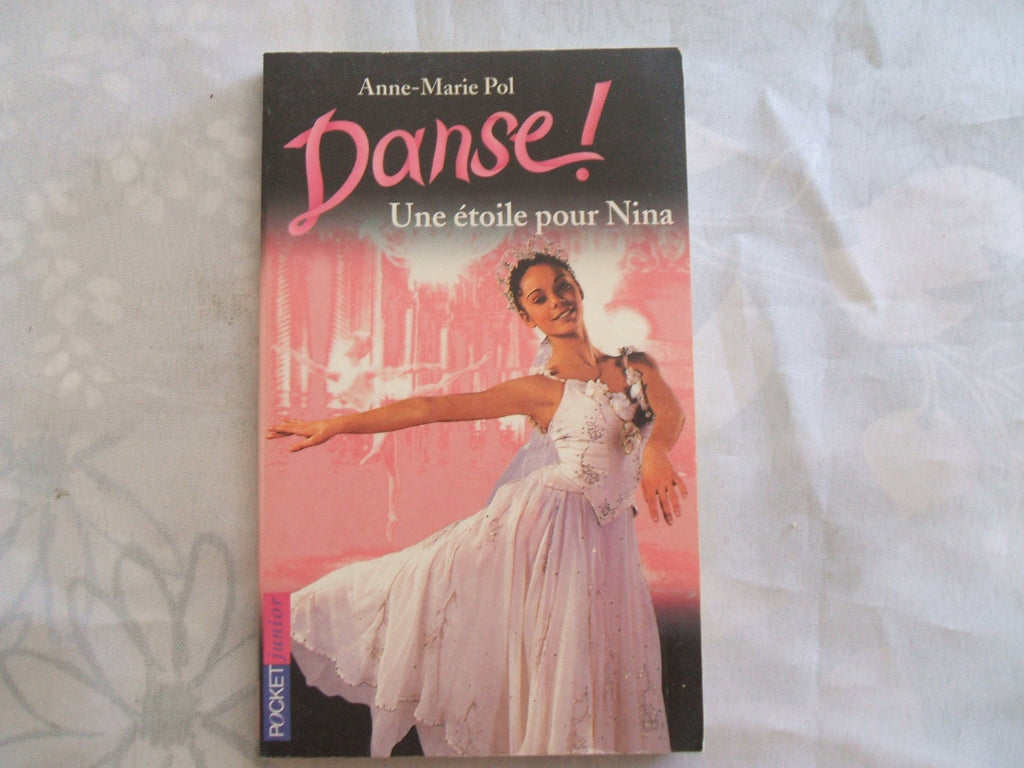 Anne-Marie Pol
Danse!
Une étoile pour Nina
POCKET junior